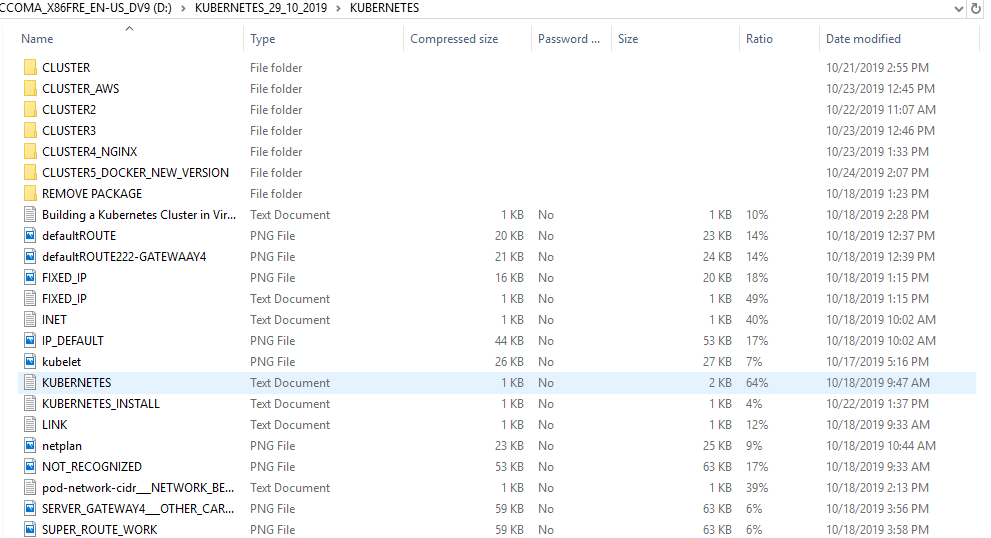 CCOMA_X86FRE_EN-US_DV9 (D:) > KUBERNETES_29_10_2019 > KUBERNETES
Name Type Compressed size Password ... Size Ratio Date modified
CLUSTER File folder 10/21/2019 2:55 PM
CLUSTER_AWS File folder 10/23/2019 12:45 PM
CLUSTER2 File folder 10/22/2019 11:07 AM
CLUSTER3 File folder 10/23/2019 12:46 PM
CLUSTER4_NGINX File folder 10/23/2019 1:33 PM
CLUSTER5_DOCKER_NEW_VERSION File folder 10/24/2019 2:07 PM
REMOVE PACKAGE File folder 10/18/2019 1:23 PM
Building a Kubernetes Cluster in Vir... Text Document 1 KB No 1 KB 10% 10/18/2019 2:28 PM
defaultROUTE PNG File 20 KB No 23 KB 14% 10/18/2019 12:37 PM
defaultROUTE222-GATEWAAY4 PNG File 21 KB No 24 KB 14% 10/18/2019 12:39 PM
FIXED_IP PNG File 16 KB No 20 KB 18% 10/18/2019 1:15 PM
FIXED_IP Text Document 1 KB No 1 KB 49% 10/18/2019 1:15 PM
INET Text Document 1 KB No 1 KB 40% 10/18/2019 10:02 AM
IP_DEFAULT PNG File 44 KB No 53 KB 17% 10/18/2019 10:02 AM
kubelet PNG File 26 KB No 27 KB 7% 10/17/2019 5:16 PM
KUBERNETES Text Document 1 KB No 2 KB 64% 10/18/2019 9:47 AM
KUBERNETES_INSTALL Text Document 1 KB No 1 KB 4% 10/22/2019 1:37 PM
LINK Text Document 1 KB No 1 KB 12% 10/18/2019 9:33 AM
netplan PNG File 23 KB No 25 KB 9% 10/18/2019 10:44 AM
NOT_RECOGNIZED PNG File 53 KB No 63 KB 17% 10/18/2019 9:33 AM
pod-network-cidr___NETWORK_BE... Text Document 1 KB No 1 KB 39% 10/18/2019 2:13 PM
SERVER_GATEWAY4___OTHER_CAR... PNG File 59 KB No 63 KB 6% 10/18/2019 3:56 PM
SUPER_ROUTE_WORK PNG File 59 KB No 63 KB 6% 10/18/2019 3:58 PM